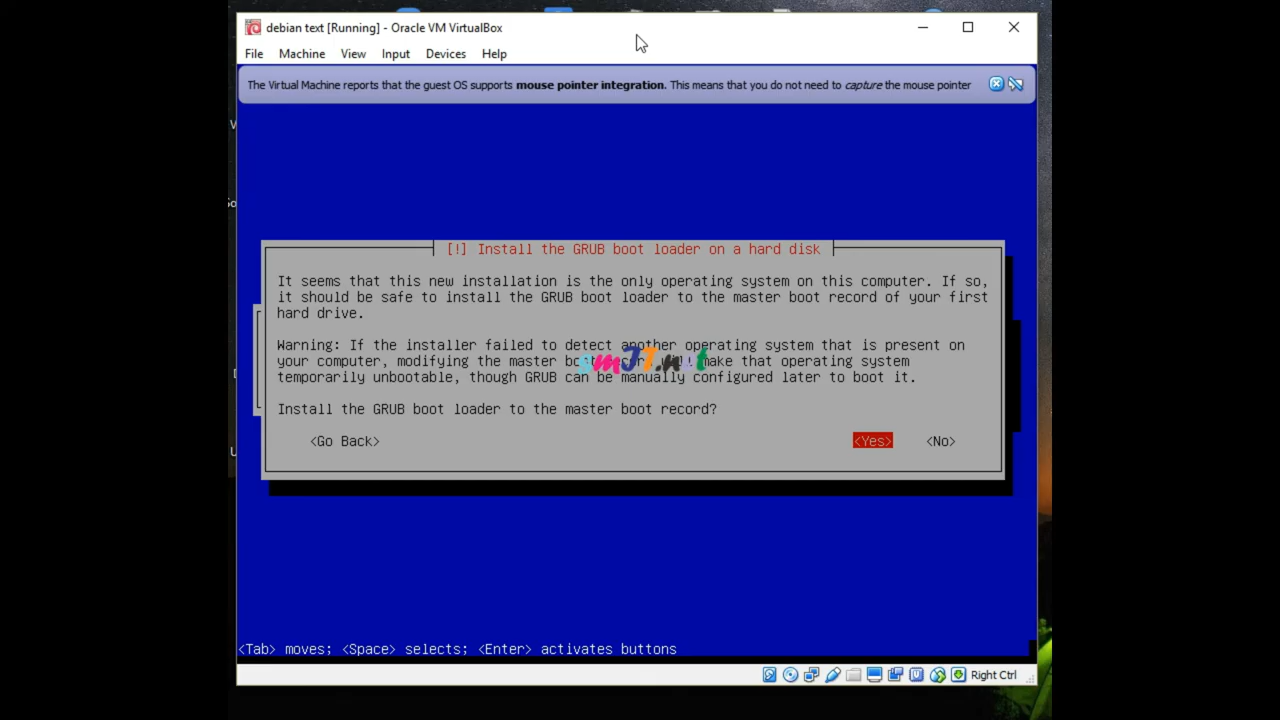 debian text [Running] - Oracle VM VirtualBox
File Machine View Input Devices Help
The Virtual Machine reports that the guest OS supports mouse pointer integration. This means that you do not need to capture the mouse pointer
[!] Install the GRUB boot loader on a hard disk
It seems that this new installation is the only operating system on this computer. If so,
it should be safe to install the GRUB boot loader to the master boot record of your first
hard drive.
Warning: If the installer failed to detect another operating system that is present on
your computer, modifying the master make that operating system
smIT.net
temporarily unbootable, though GRUB can be manually configured later to boot it.
Install the GRUB boot loader to the master boot record?
<Go Back> <Yes> <No>
<Tab> moves; <Space> selects; <Enter> activates buttons
Right Ctrl